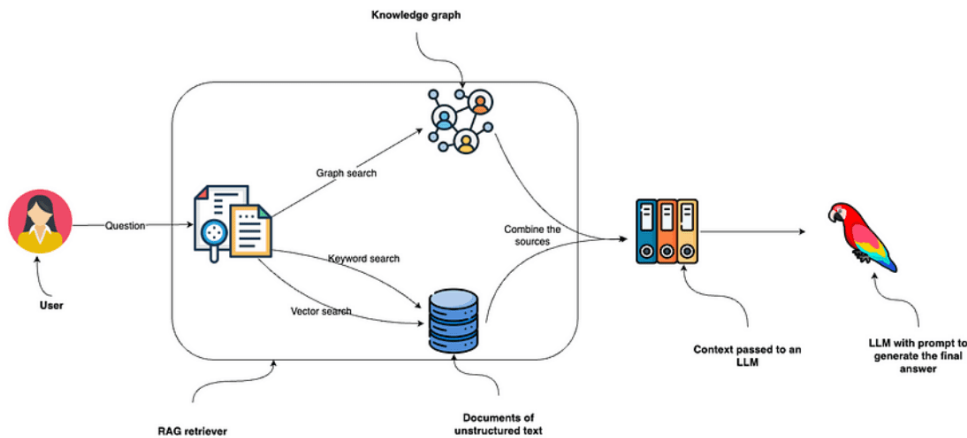 Knowledge graph
Graph search
Question
Keyword search
Vector search
Combine the
sources
User
Context passed to an
LLM
LLM with prompt to
generate the final
answer
RAG retriever
Documents of
unstructured text